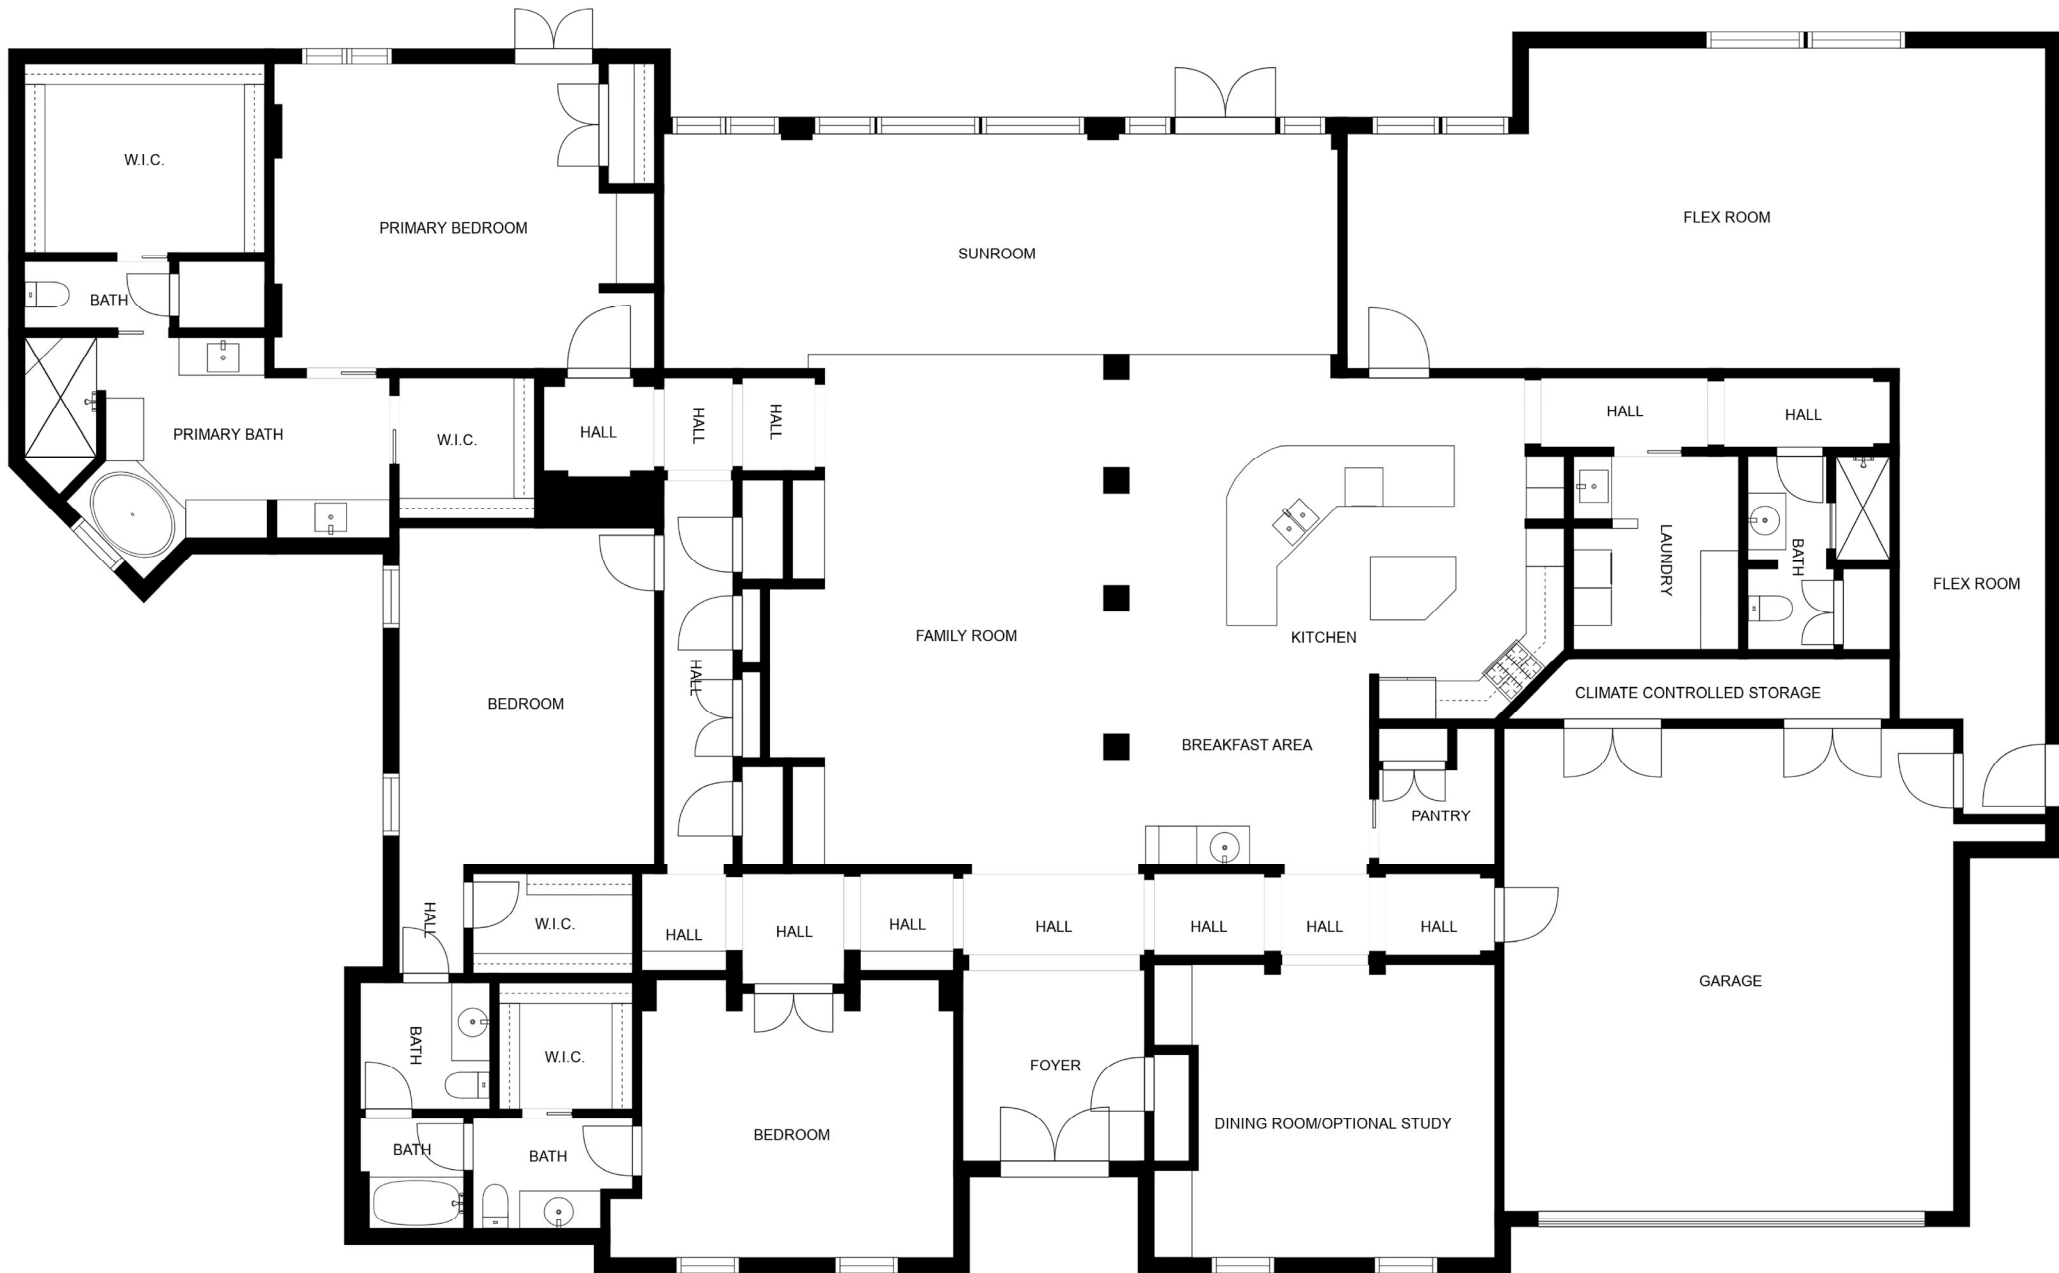 W.I.C.
PRIMARY BEDROOM
FLEX ROOM
SUNROOM
BATH
PRIMARY BATH
W.I.C.
HALL
HALL
HALL
HALL
HALL
FLEX ROOM
LAUNDRY
BATH
FAMILY ROOM
KITCHEN
HALL
BEDROOM
CLIMATE CONTROLLED STORAGE
BREAKFAST AREA
PANTRY
HALL
W.I.C.
HALL
HALL
HALL
HALL
HALL
HALL
HALL
GARAGE
BATH
W.I.C.
FOYER
DINING ROOM/OPTIONAL STUDY
BEDROOM
BATH
BATH